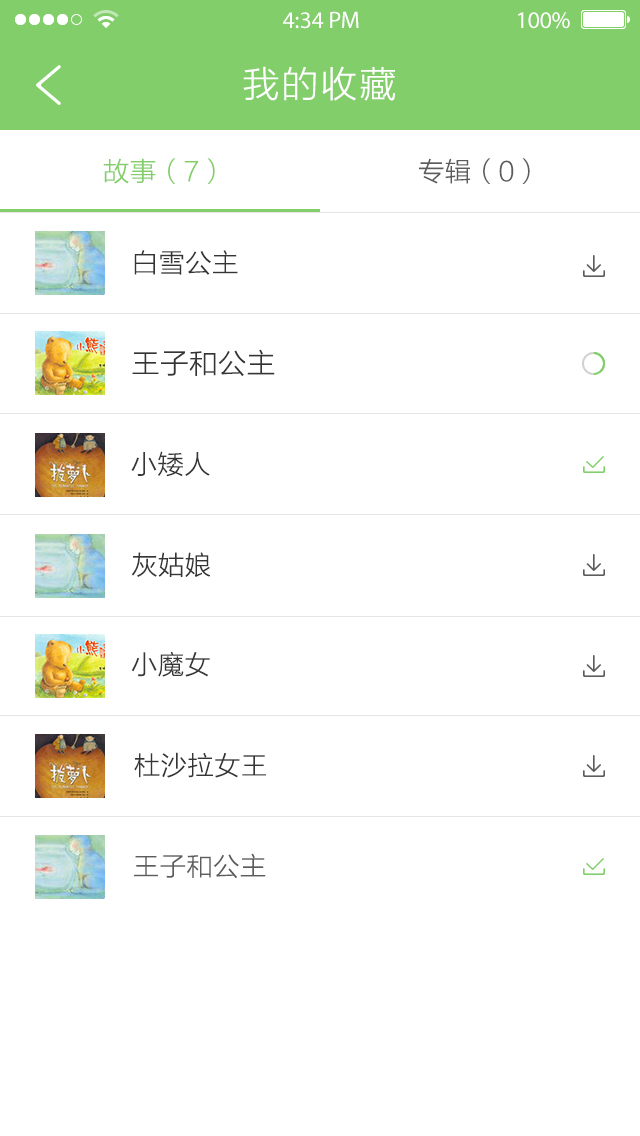 4:34 PM 100%
我的收藏
故事（7） 专辑（0）
白雪公主
小熊
王子和公主
拔萝卜
小矮人
灰姑娘
小熊
小魔女
拔萝卜
杜沙拉女王
王子和公主